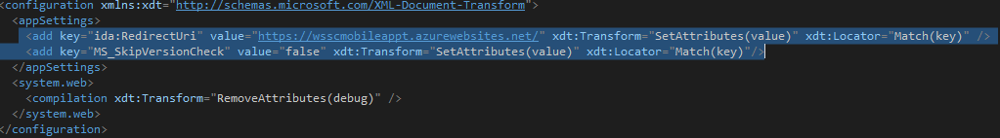 <configuration xmlns:xdt="http://schemas.microsoft.com/XML-Document-Transform">
<appSettings>
<add key="ida:RedirectUri" value="https://wsscmobileappt.azurewebsites.net/" xdt:Transform="SetAttributes(value)" xdt:Locator="Match(key)" />
<add key="MS_SkipVersionCheck" value="false" xdt:Transform="SetAttributes(value)" xdt:Locator="Match(key)"/>
</appSettings>
<system.web>
<compilation xdt:Transform="RemoveAttributes(debug)" />
</system.web>
</configuration>